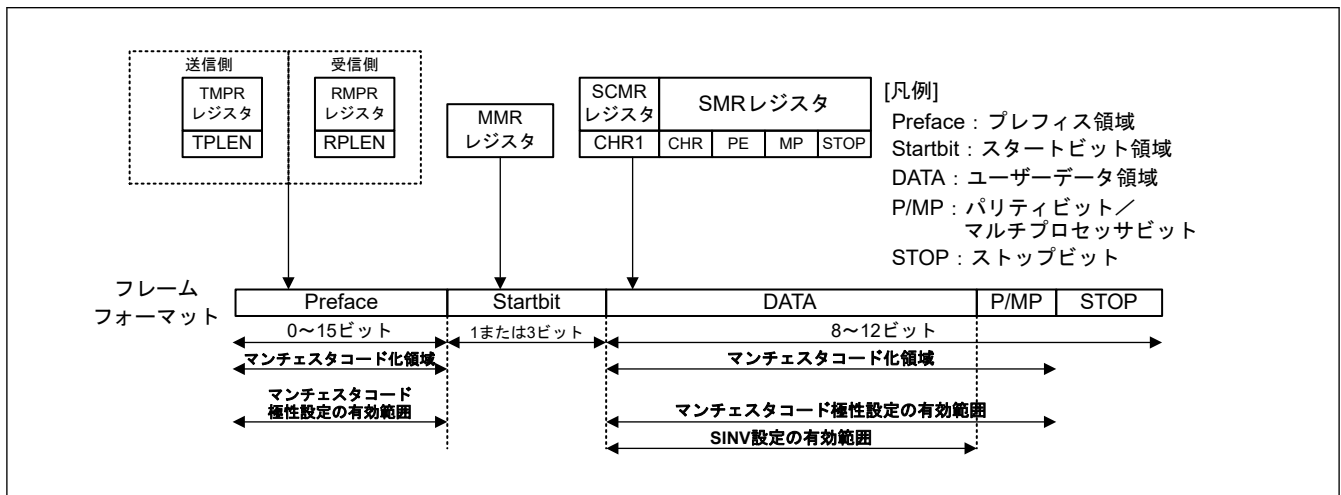 送信側
受信側
TMPR
レジスタ
TPLEN
RMPR
レジスタ
RPLEN
MMR
レジスタ
SCMR
レジスタ
CHR1
SMRレジスタ
CHR PE MP STOP
[凡例]
Preface：プレフィス領域
Startbit：スタートビット領域
DATA：ユーザーデータ領域
P/MP：パリティビット／
マルチプロセッサビット
STOP：ストップビット
フレーム
フォーマット
Preface Startbit DATA P/MP STOP
0～15ビット 1または3ビット 8～12ビット
マンチェスタコード化領域 マンチェスタコード化領域
マンチェスタコード
極性設定の有効範囲
マンチェスタコード極性設定の有効範囲
SINV設定の有効範囲